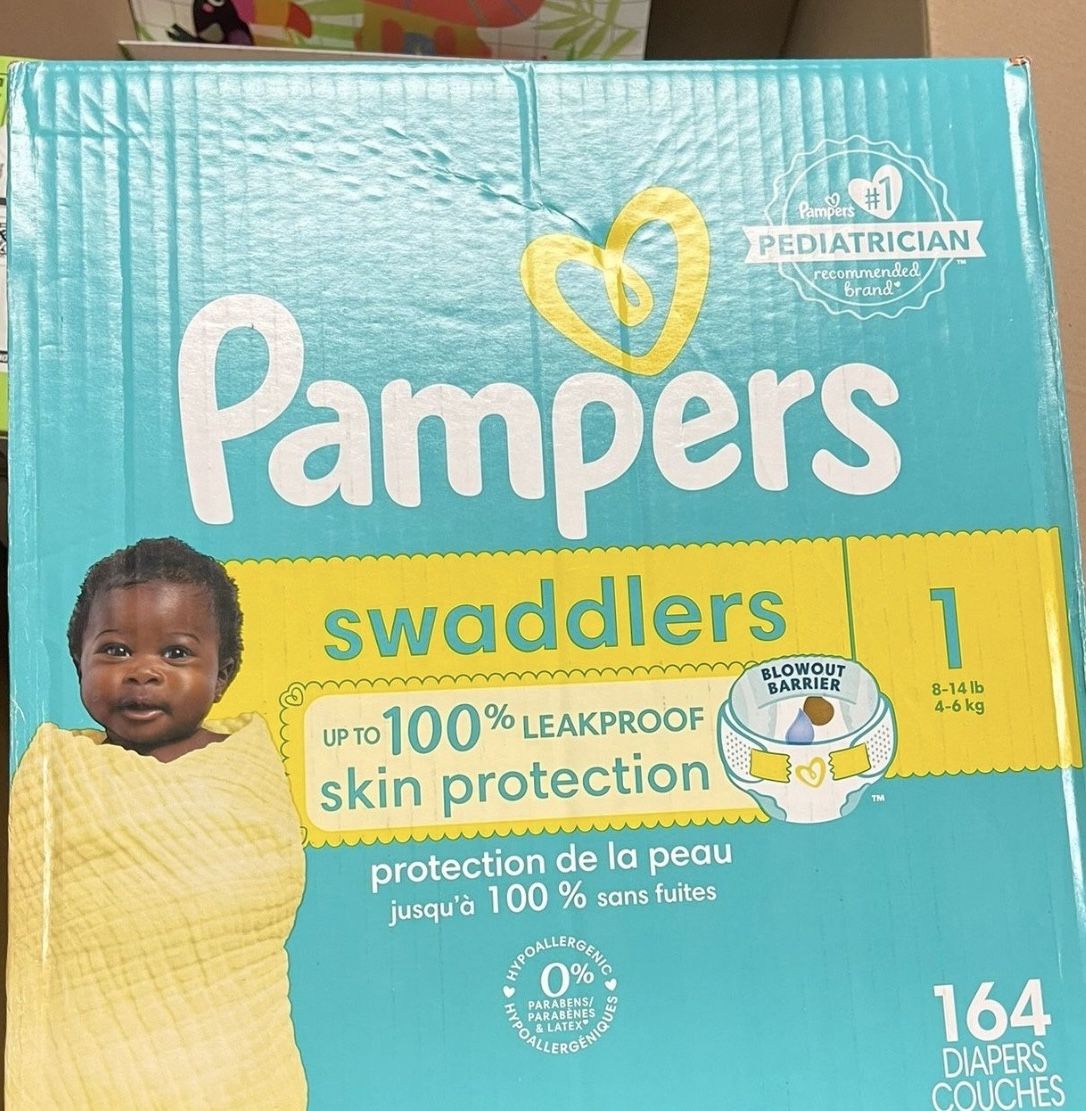 Pampers #1
PEDIATRICIAN™
recommended
brand*
Pampers
swaddlers
1
8-14 lb
4-6 kg
BLOWOUT
BARRIER
UP TO 100% LEAKPROOF
skin protection
™
protection de la peau
jusqu'à 100 % sans fuites
HYPOALLERGENIC
0%
PARABENS/
PARABÈNES
& LATEX*
HYPOALLERGÉNIQUES
164
DIAPERS
COUCHES